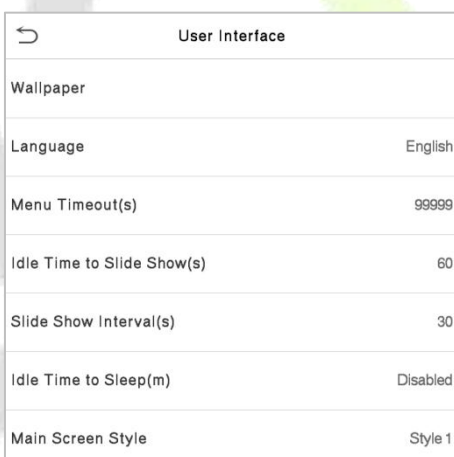 User Interface
Wallpaper
Language English
Menu Timeout(s) 99999
Idle Time to Slide Show(s) 60
Slide Show Interval(s) 30
Idle Time to Sleep(m) Disabled
Main Screen Style Style 1